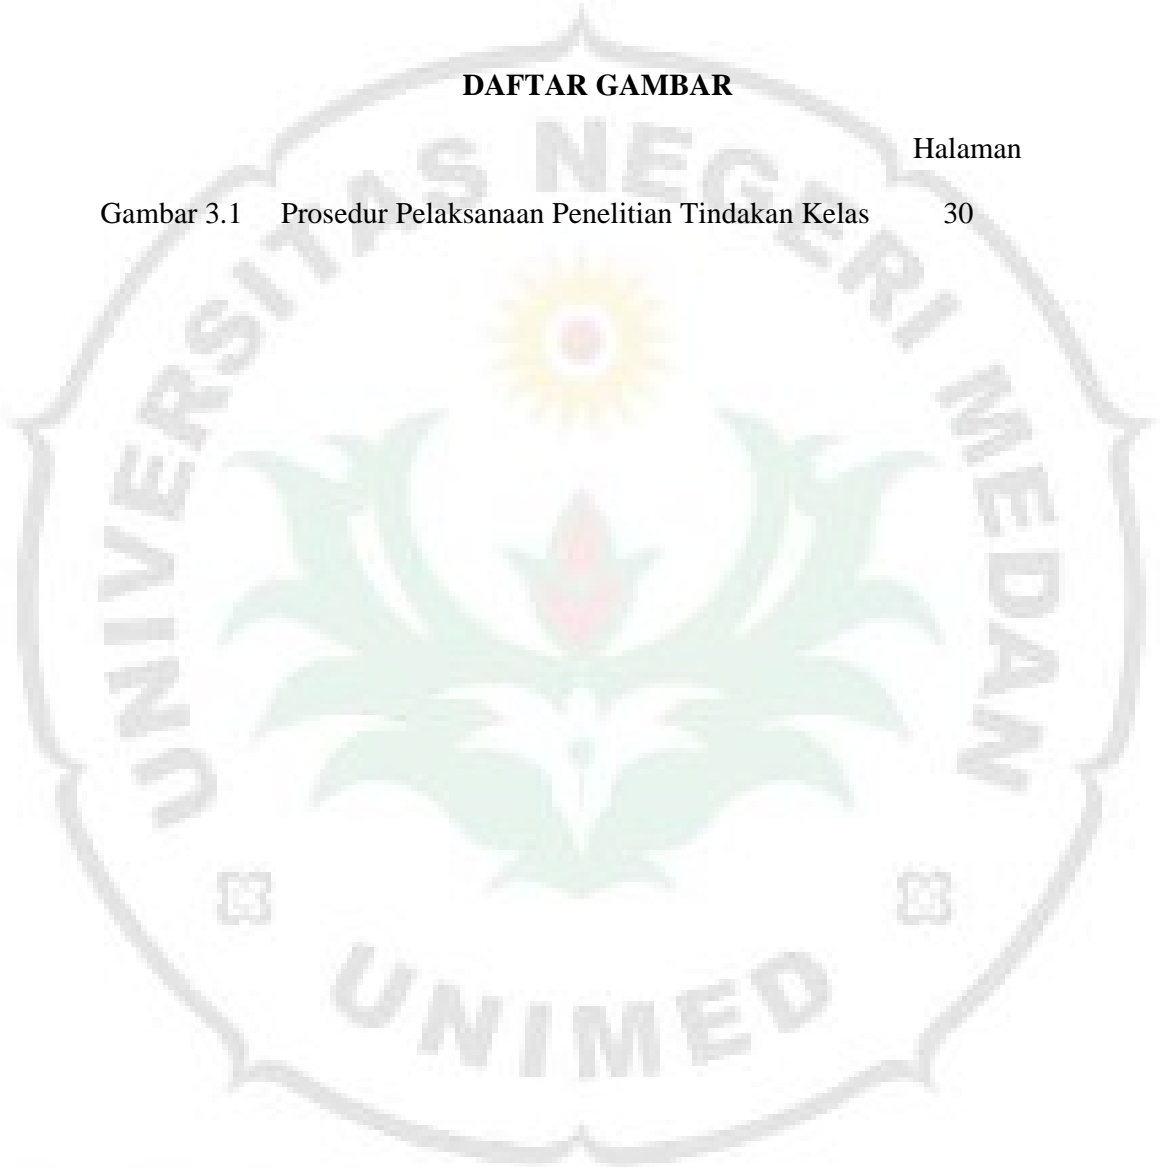 DAFTAR GAMBAR
Halaman
Gambar 3.1 Prosedur Pelaksanaan Penelitian Tindakan Kelas 30
UNIVERSITAS NEGERI MEDAN
UNIMED